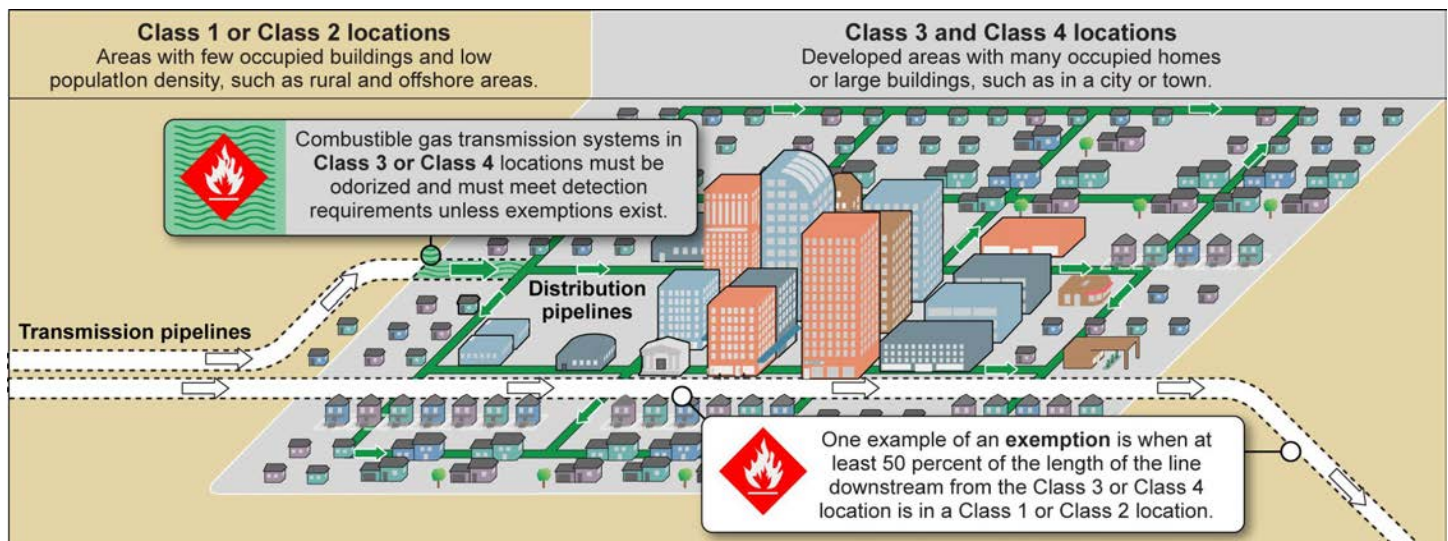 Class 1 or Class 2 locations
Areas with few occupied buildings and low
population density, such as rural and offshore areas.
Class 3 and Class 4 locations
Developed areas with many occupied homes
or large buildings, such as in a city or town.
Combustible gas transmission systems in
Class 3 or Class 4 locations must be
odorized and must meet detection
requirements unless exemptions exist.
Distribution
pipelines
Transmission pipelines
One example of an exemption is when at
least 50 percent of the length of the line
downstream from the Class 3 or Class 4
location is in a Class 1 or Class 2 location.